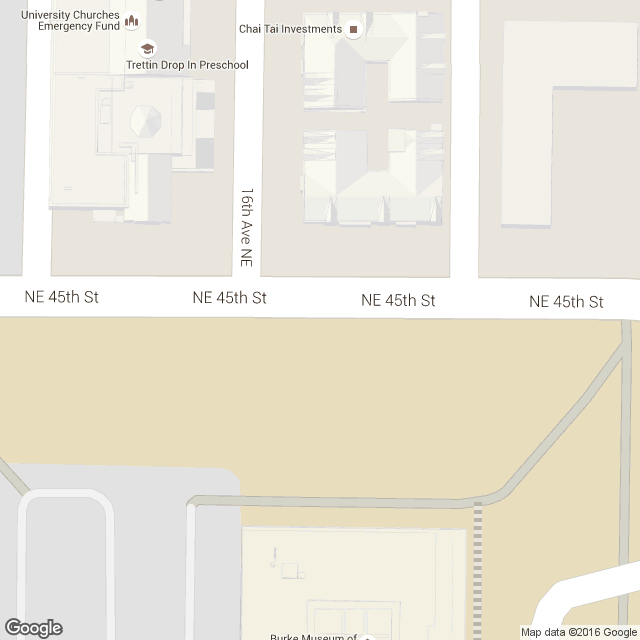 University Churches
Emergency Fund
Trettin Drop In Preschool
Chai Tai Investments
16th Ave NE
NE 45th St
NE 45th St
NE 45th St
NE 45th St
Burke Museum of
Google
Map data ©2016 Google